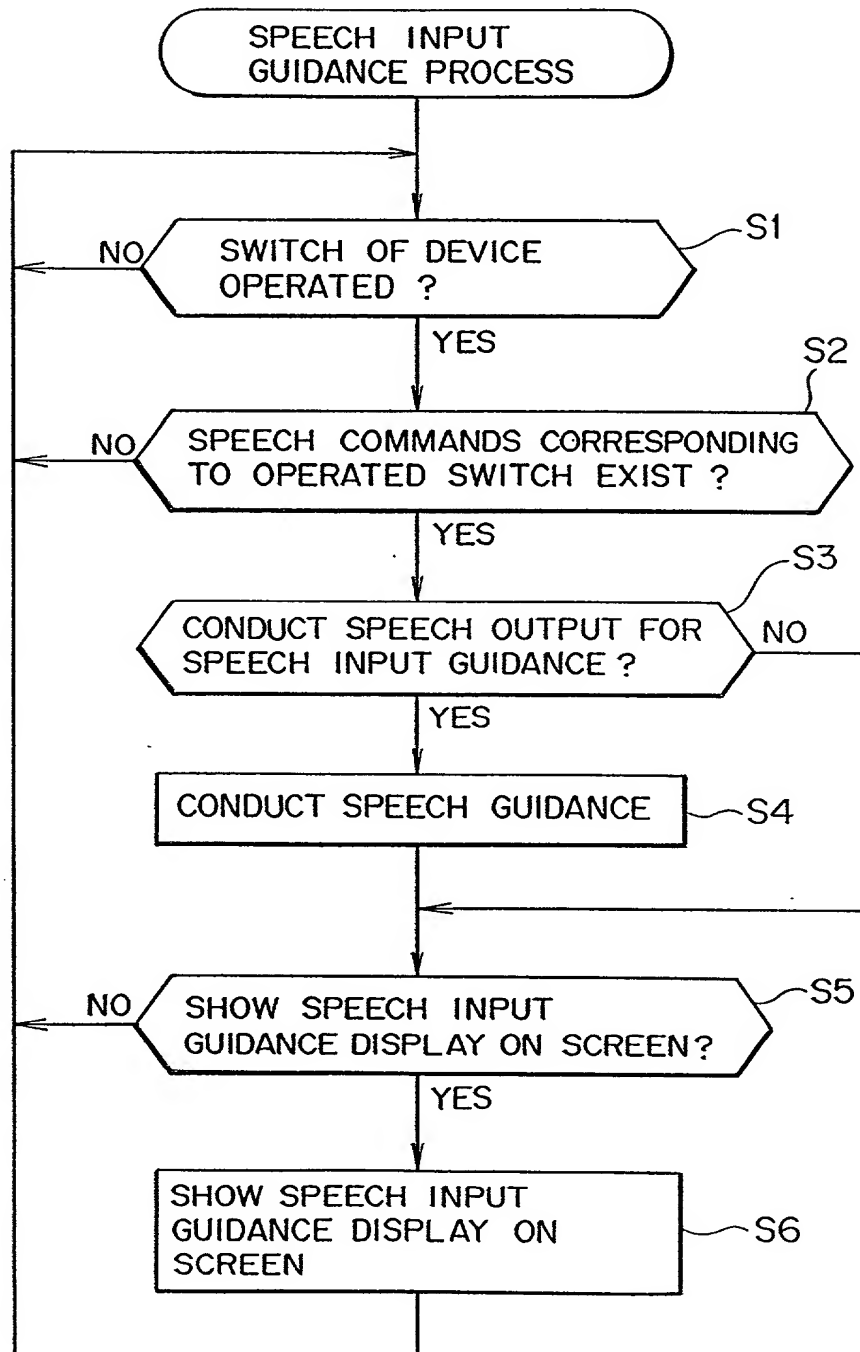 SPEECH INPUT
GUIDANCE PROCESS
NO
SWITCH OF DEVICE
OPERATED ?
S1
YES
S2
NO
SPEECH COMMANDS CORRESPONDING
TO OPERATED SWITCH EXIST ?
YES
S3
CONDUCT SPEECH OUTPUT FOR
SPEECH INPUT GUIDANCE ?
NO
YES
CONDUCT SPEECH GUIDANCE
S4
NO
SHOW SPEECH INPUT
GUIDANCE DISPLAY ON SCREEN ?
S5
YES
SHOW SPEECH INPUT
GUIDANCE DISPLAY ON
SCREEN
S6